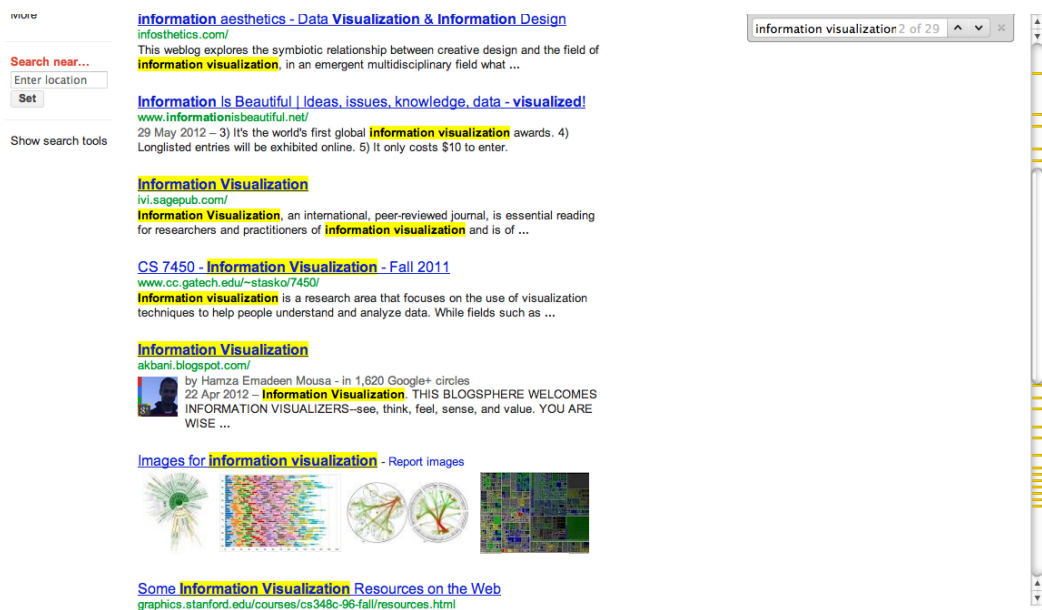 More
Search near...
Enter location
Set
Show search tools
information aesthetics - Data Visualization & Information Design
infosthetics.com/
This weblog explores the symbiotic relationship between creative design and the field of
information visualization, in an emergent multidisciplinary field what ...
Information Is Beautiful | Ideas, issues, knowledge, data - visualized!
www.informationisbeautiful.net/
29 May 2012 – 3) It's the world's first global information visualization awards. 4)
Longlisted entries will be exhibited online. 5) It only costs $10 to enter.
Information Visualization
ivi.sagepub.com/
Information Visualization, an international, peer-reviewed journal, is essential reading
for researchers and practitioners of information visualization and is of ...
CS 7450 - Information Visualization - Fall 2011
www.cc.gatech.edu/~stasko/7450/
Information visualization is a research area that focuses on the use of visualization
techniques to help people understand and analyze data. While fields such as ...
Information Visualization
akbani.blogspot.com/
by Hamza Emadeen Mousa - in 1,620 Google+ circles
22 Apr 2012 – Information Visualization. THIS BLOGSPHERE WELCOMES
INFORMATION VISUALIZERS--see, think, feel, sense, and value. YOU ARE
WISE ...
Images for information visualization - Report images
Some Information Visualization Resources on the Web
graphics.stanford.edu/courses/cs348c-96-fall/resources.html
information visualization 2 of 29